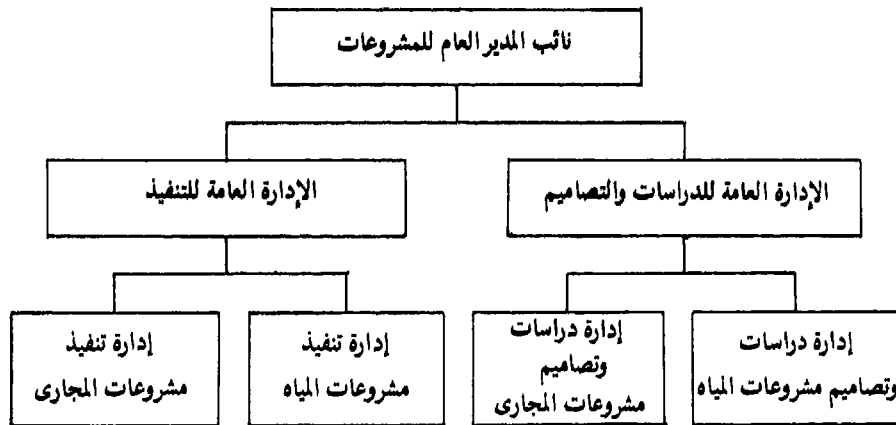 نائب المدير العام للمشروعات
الإدارة العامة للدراسات والتصاميم
الإدارة العامة للتنفيذ
إدارة دراسات
وتصاميم مشروعات المياه
إدارة دراسات
وتصاميم
مشروعات المجارى
إدارة تنفيذ
مشروعات المياه
إدارة تنفيذ
مشروعات المجارى